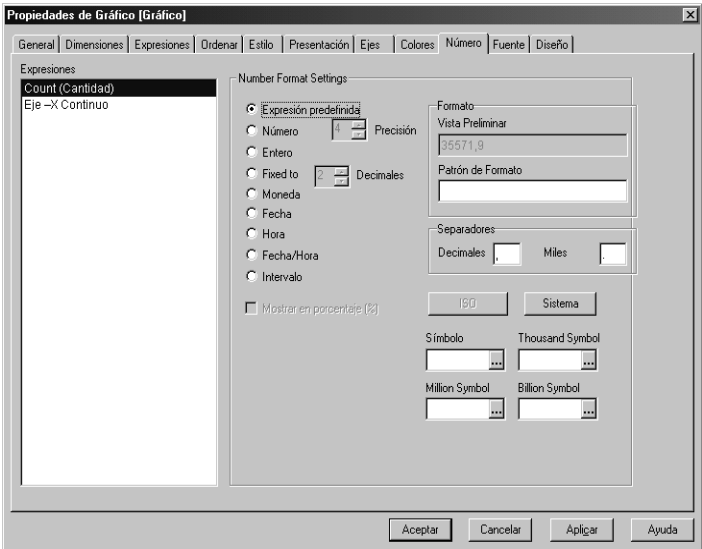 Propiedades de Gráfico [Gráfico]
General Dimensiones Expresiones Ordenar Estilo Presentación Ejes Colores Número Fuente Diseño
Expresiones
Count (Cantidad)
Eje –X Continuo
Number Format Settings
Expresión predefinida
Número 4 Precisión
Entero
Fixed to 2 Decimales
Moneda
Fecha
Hora
Fecha/Hora
Intervalo
Mostrar en porcentaje (%)
Formato
Vista Preliminar
35571,9
Patrón de Formato
Separadores
Decimales , Miles .
ISO Sistema
Símbolo Thousand Symbol
... ...
Million Symbol Billion Symbol
... ...
Aceptar Cancelar Aplicar Ayuda